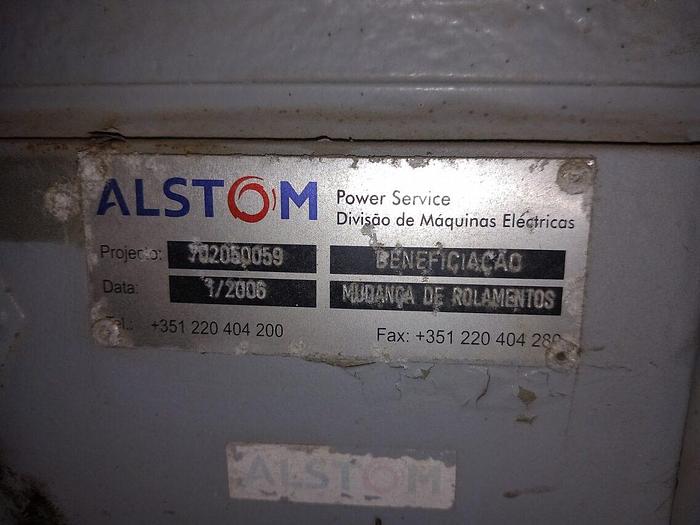 ALSTOM
Power Service
Divisão de Máquinas Eléctricas
Projecto: 702050059 BENEFICIAÇÃO
Data: 1/2006 MUDANÇA DE ROLAMENTOS
Tel.: +351 220 404 200 Fax: +351 220 404 280
ALSTOM